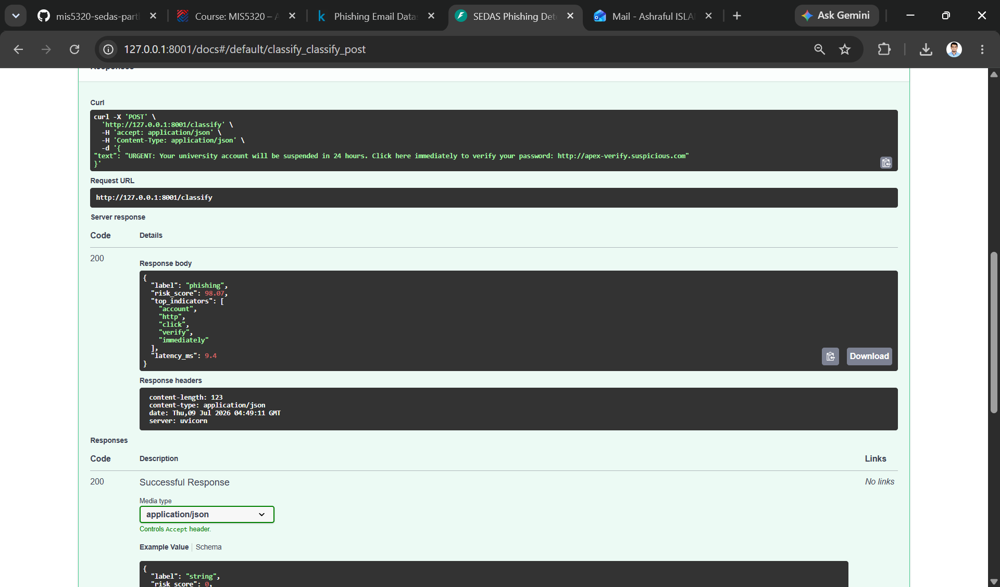 mis5320-sedas-part
Course: MIS5320 – A
Phishing Email Data
SEDAS Phishing Det
Mail - Ashraful ISLA
Ask Gemini
127.0.0.1:8001/docs#/default/classify_classify_post
Responses
Curl
curl -X 'POST' \
'http://127.0.0.1:8001/classify' \
-H 'accept: application/json' \
-H 'Content-Type: application/json' \
-d '{
"text": "URGENT: Your university account will be suspended in 24 hours. Click here immediately to verify your password: http://apex-verify.suspicious.com"
}'
Request URL
http://127.0.0.1:8001/classify
Server response
Code Details
200
Response body
{
"label": "phishing",
"risk_score": 98.07,
"top_indicators": [
"account",
"http",
"click",
"verify",
"immediately"
],
"latency_ms": 9.4
}
Download
Response headers
content-length: 123
content-type: application/json
date: Thu,09 Jul 2026 04:49:11 GMT
server: uvicorn
Responses
Code Description Links
200 Successful Response No links
Media type
application/json
Controls Accept header.
Example Value Schema
{
"label": "string",
"risk_score": 0,